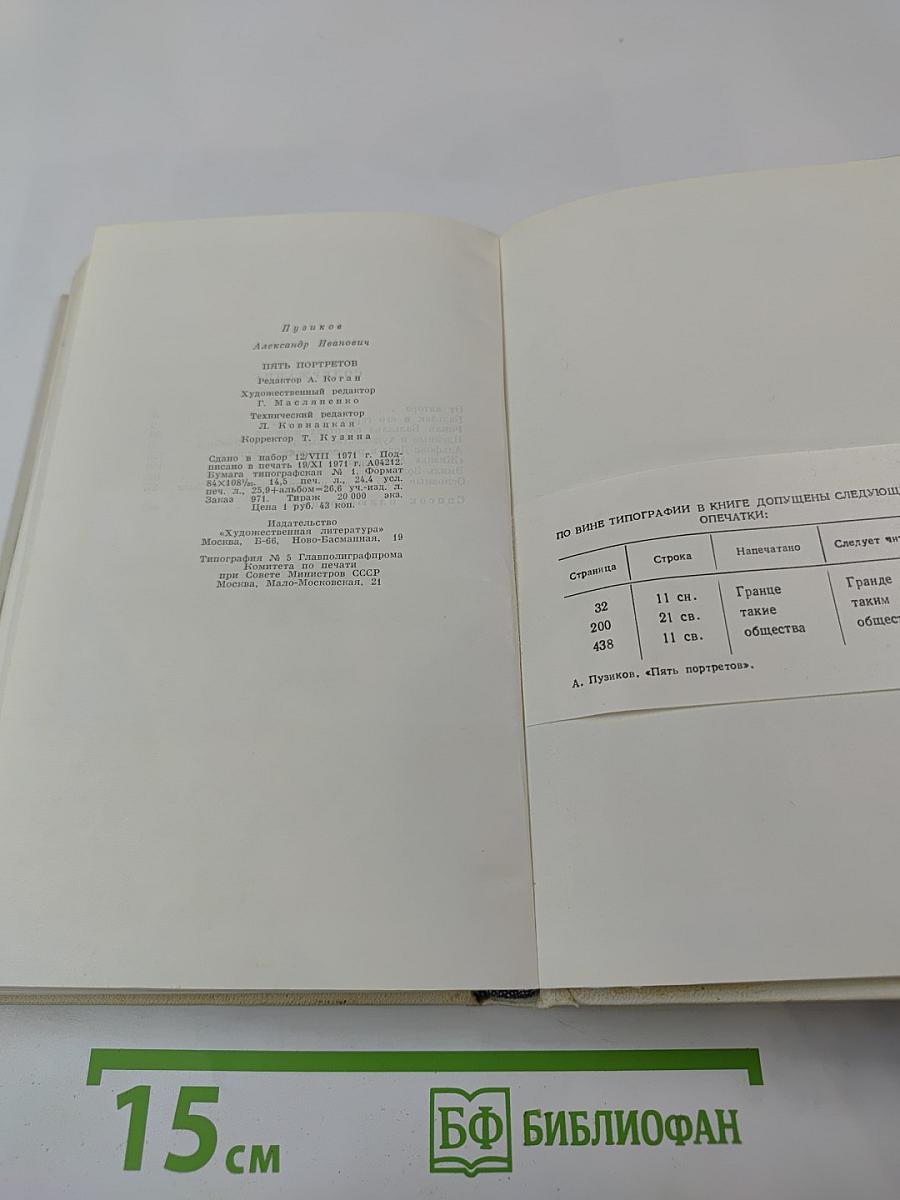 Пузиков
Александр Иванович
ПЯТЬ ПОРТРЕТОВ
Редактор А. Коган
Художественный редактор
Г. Масляненко
Технический редактор
Л. Ковнацкая
Корректор Т. Кузина
Сдано в набор 12/VIII 1971 г. Под-
писано в печать 19/XI 1971 г. А04212.
Бумага типографская № 1. Формат
84×108¹/₃₂. 14,5 печ. л., 24,4 усл.
печ. л., 25,9+альбом=26,6 уч.-изд. л.
Заказ 971. Тираж 20 000 экз.
Цена 1 руб. 43 коп.
Издательство
«Художественная литература»
Москва, Б-66, Ново-Басманная, 19
Типография № 5 Главполиграфпрома
Комитета по печати
при Совете Министров СССР
Москва, Мало-Московская, 21
ПО ВИНЕ ТИПОГРАФИИ В КНИГЕ ДОПУЩЕНЫ СЛЕДУЮЩ
ОПЕЧАТКИ:
Страница Строка Напечатано Следует чит
32 11 сн. Гранце Гранде
200 21 св. такие таким
438 11 св. общества общест
А. Пузиков. «Пять портретов».
15 см
БФ БИБЛИОФАН